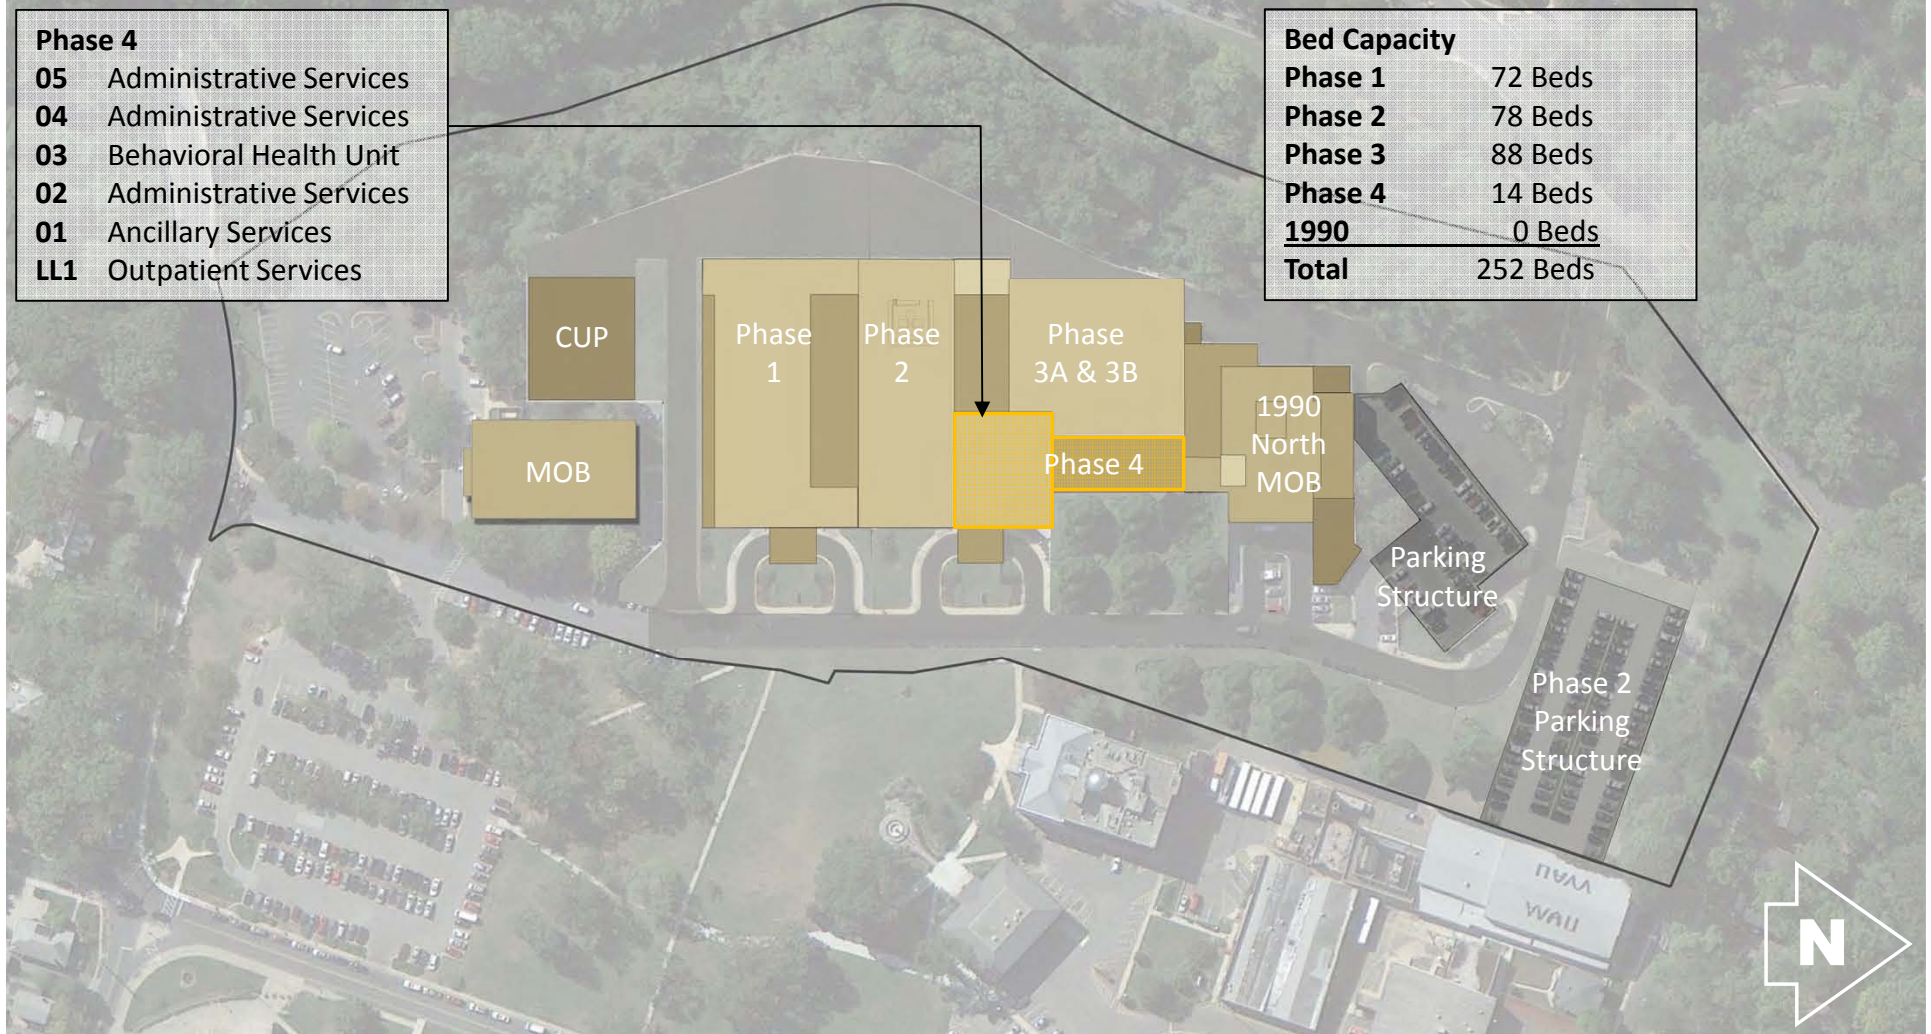 Phase 4
05 Administrative Services
04 Administrative Services
03 Behavioral Health Unit
02 Administrative Services
01 Ancillary Services
LL1 Outpatient Services
Bed Capacity
Phase 1 72 Beds
Phase 2 78 Beds
Phase 3 88 Beds
Phase 4 14 Beds
1990 0 Beds
Total 252 Beds
CUP
MOB
Phase
1
Phase
2
Phase
3A & 3B
Phase 4
1990
North
MOB
Parking
Structure
Phase 2
Parking
Structure
N